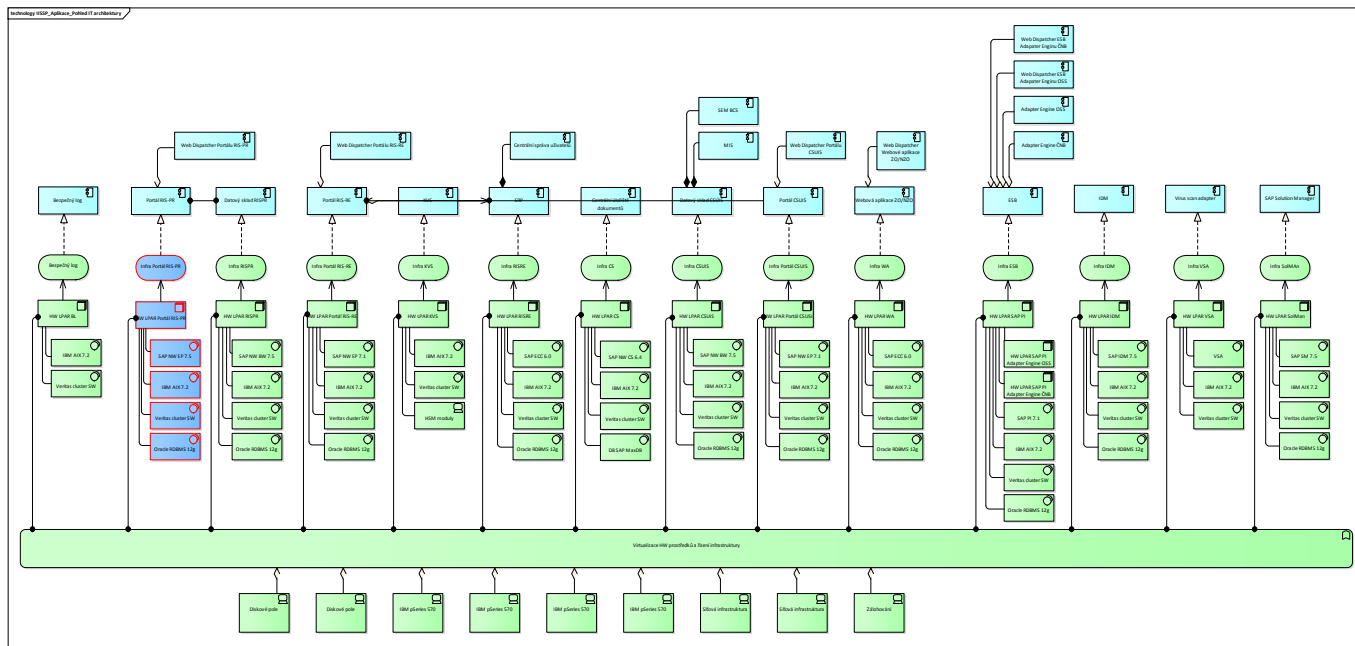 technology IISSP_Aplikace_Pohled IT architektury
Web Dispatcher ESB
Adapater Enginu ČNB
Web Dispatcher ESB
Adapater Enginu OSS
SEM BCS
Adapter Engine OSS
Web Dispatcher Portálu RIS-PR
Web Dispatcher Portálu RIS-RE
Centrální správa uživatelů
MIS
Web Dispatcher Portálu
CSUIS
Web Dispatcher
Webové aplikace
ZO/NZO
Adapter Engine ČNB
Bezpečný log
Portál RIS-PR
Datový sklad RISPR
Portál RIS-RE
KVS
ERP
Centrální úložiště
dokumentů
Datový sklad CSUIS
Portál CSUIS
Webová aplikace ZO/NZO
ESB
IDM
Virus scan adapter
SAP Solution Manager
Bezpečný log
Infra Portál RIS-PR
Infra RISPR
Infra Portál RIS-RE
Infra KVS
Infra RISRE
Infra CS
Infra CSUIS
Infra Portál CSUIS
Infra WA
Infra ESB
Infra IDM
Infra VSA
Infra SolMAn
HW LPAR BL
HW LPAR Portál RIS-PR
HW LPAR RISPR
HW LPAR Portál RIS-RE
HW LPAR KVS
HW LPAR RISRE
HW LPAR CS
HW LPAR CSUIS
HW LPAR Portál CSUSI
HW LPAR WA
HW LPAR SAP PI
HW LPAR IDM
HW LPAR VSA
HW LPAR SolMan
IBM AIX 7.2
SAP NW EP 7.5
SAP NW BW 7.5
SAP NW EP 7.1
IBM AIX 7.2
SAP ECC 6.0
SAP NW CS 6.4
SAP NW BW 7.5
SAP NW EP 7.1
SAP ECC 6.0
HW LPAR SAP PI
Adapter Engine OSS
SAP IDM 7.5
VSA
SAP SM 7.5
Veritas cluster SW
IBM AIX 7.2
IBM AIX 7.2
IBM AIX 7.2
Veritas cluster SW
IBM AIX 7.2
IBM AIX 7.2
IBM AIX 7.2
IBM AIX 7.2
IBM AIX 7.2
HW LPAR SAP PI
Adapter Engine ČNB
IBM AIX 7.2
IBM AIX 7.2
IBM AIX 7.2
Veritas cluster SW
Veritas cluster SW
Veritas cluster SW
HSM moduly
Veritas cluster SW
Veritas cluster SW
Veritas cluster SW
Veritas cluster SW
Veritas cluster SW
SAP PI 7.1
Veritas cluster SW
Veritas cluster SW
Veritas cluster SW
Oracle RDBMS 12g
Oracle RDBMS 12g
Oracle RDBMS 12g
Oracle RDBMS 12g
DB SAP MaxDB
Oracle RDBMS 12g
Oracle RDBMS 12g
Oracle RDBMS 12g
IBM AIX 7.2
Oracle RDBMS 12g
Oracle RDBMS 12g
Veritas cluster SW
Oracle RDBMS 12g
Virtualizace HW prostředků a řízení infrastruktury
Diskové pole
Diskové pole
IBM pSeries 570
IBM pSeries 570
IBM pSeries 570
IBM pSeries 570
Síťová infrastruktura
Síťová infrastruktura
Zálohování